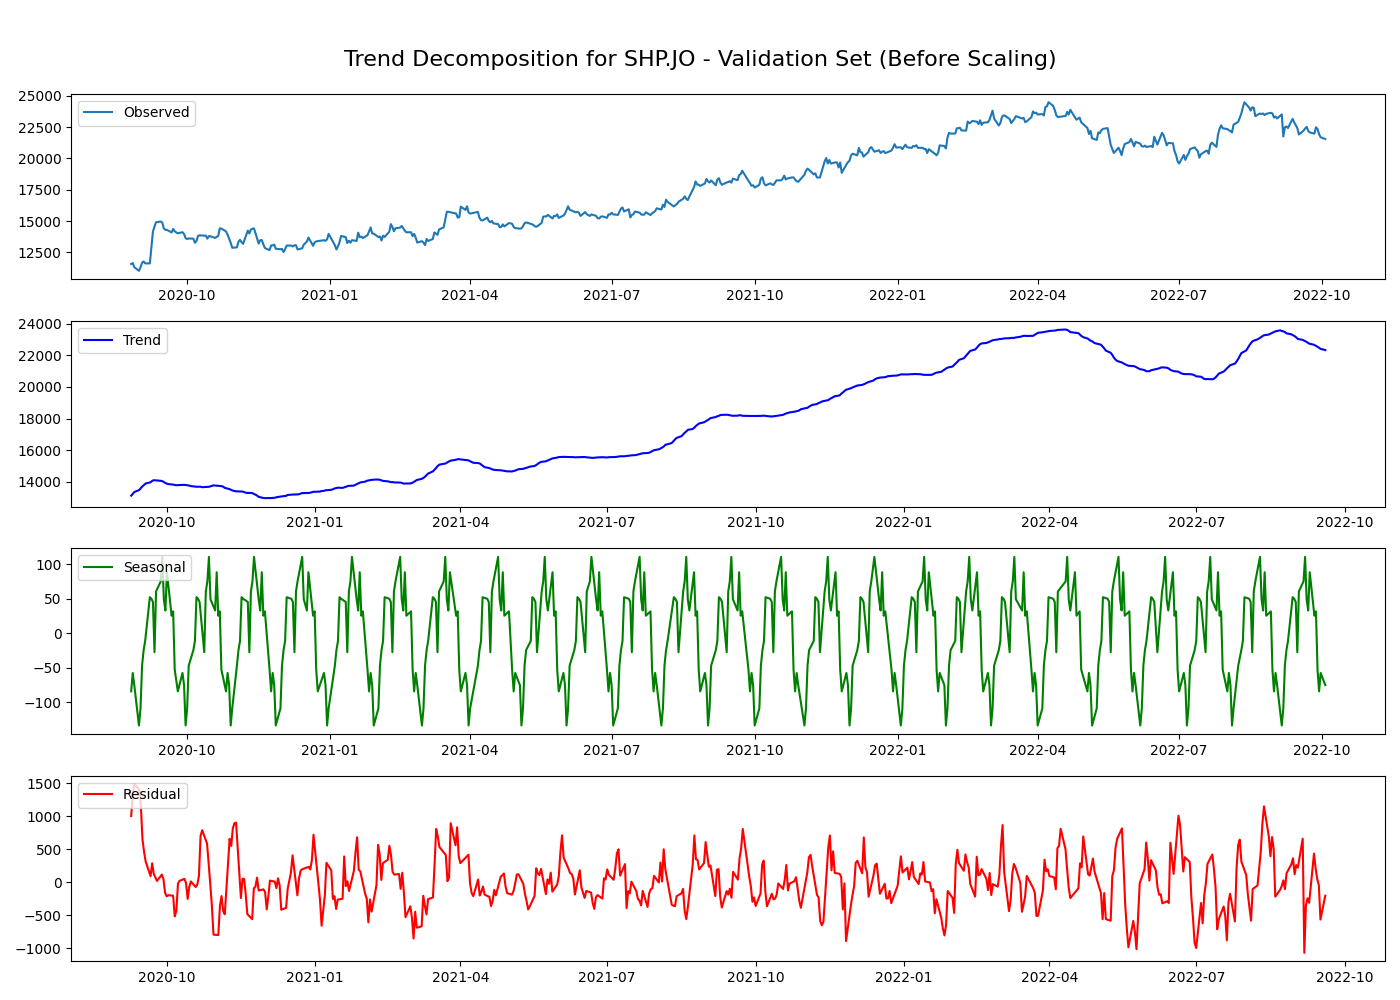 Trend Decomposition for SHP.JO - Validation Set (Before Scaling)
25000
22500
20000
17500
15000
12500
Observed
2020-10 2021-01 2021-04 2021-07 2021-10 2022-01 2022-04 2022-07 2022-10
24000
22000
20000
18000
16000
14000
Trend
2020-10 2021-01 2021-04 2021-07 2021-10 2022-01 2022-04 2022-07 2022-10
100
50
0
−50
−100
Seasonal
2020-10 2021-01 2021-04 2021-07 2021-10 2022-01 2022-04 2022-07 2022-10
1500
1000
500
0
−500
−1000
Residual
2020-10 2021-01 2021-04 2021-07 2021-10 2022-01 2022-04 2022-07 2022-10